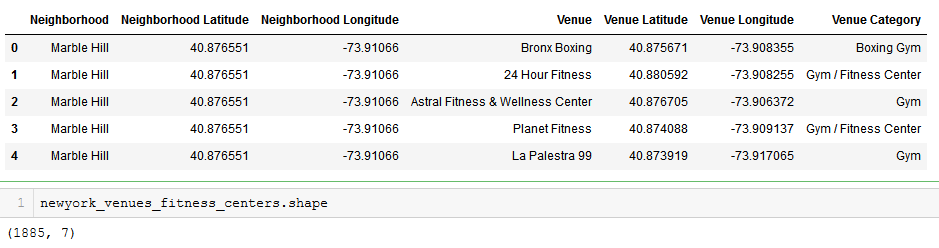 Neighborhood Neighborhood Latitude Neighborhood Longitude Venue Venue Latitude Venue Longitude Venue Category
0 Marble Hill 40.876551 -73.91066 Bronx Boxing 40.875671 -73.908355 Boxing Gym
1 Marble Hill 40.876551 -73.91066 24 Hour Fitness 40.880592 -73.908255 Gym / Fitness Center
2 Marble Hill 40.876551 -73.91066 Astral Fitness & Wellness Center 40.876705 -73.906372 Gym
3 Marble Hill 40.876551 -73.91066 Planet Fitness 40.874088 -73.909137 Gym / Fitness Center
4 Marble Hill 40.876551 -73.91066 La Palestra 99 40.873919 -73.917065 Gym
1 newyork_venues_fitness_centers.shape
(1885, 7)